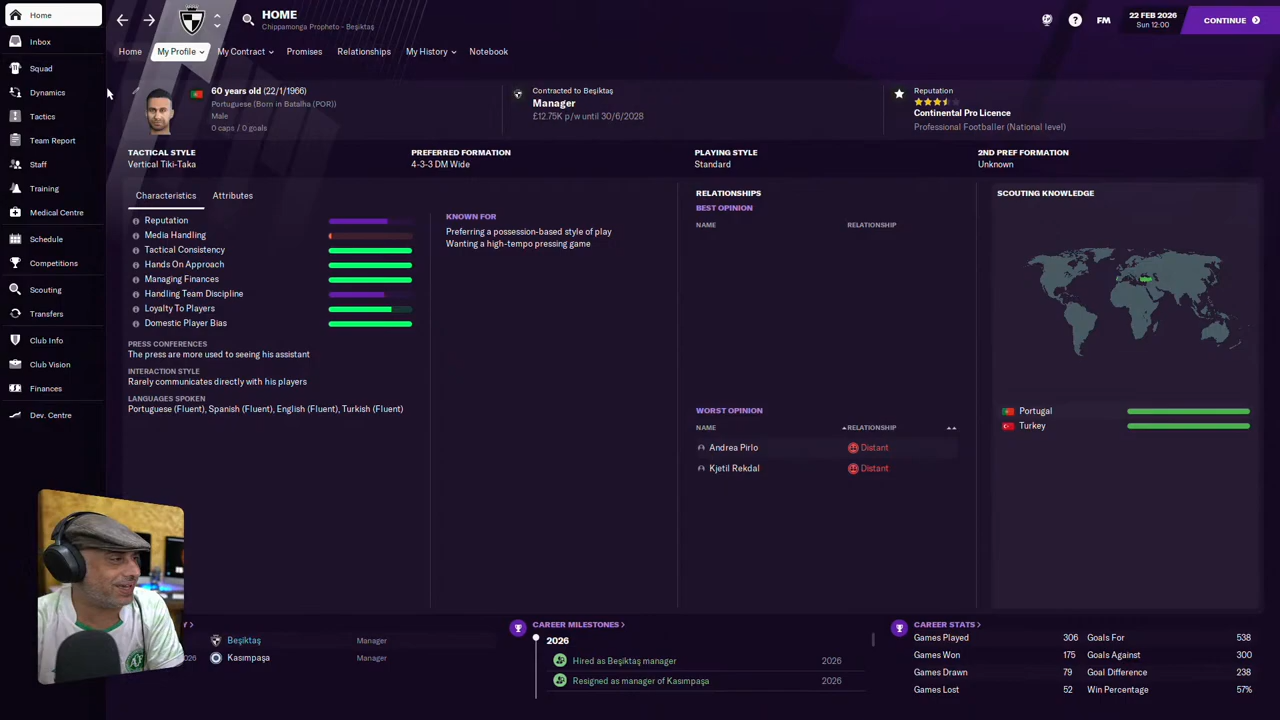 Home
Inbox
Squad
Dynamics
Tactics
Team Report
Staff
Training
Medical Centre
Schedule
Competitions
Scouting
Transfers
Club Info
Club Vision
Finances
Dev. Centre
HOME
Chippamonga Propheto - Beşiktaş
FM
22 FEB 2026
Sun 12:00
CONTINUE
Home
My Profile
My Contract
Promises
Relationships
My History
Notebook
60 years old (22/1/1966)
Portuguese (Born in Batalha (POR))
Male
0 caps / 0 goals
Contracted to Beşiktaş
Manager
£12.75K p/w until 30/6/2028
Reputation
Continental Pro Licence
Professional Footballer (National level)
TACTICAL STYLE
Vertical Tiki-Taka
PREFERRED FORMATION
4-3-3 DM Wide
PLAYING STYLE
Standard
2ND PREF FORMATION
Unknown
Characteristics
Attributes
Reputation
Media Handling
Tactical Consistency
Hands On Approach
Managing Finances
Handling Team Discipline
Loyalty To Players
Domestic Player Bias
PRESS CONFERENCES
The press are more used to seeing his assistant
INTERACTION STYLE
Rarely communicates directly with his players
LANGUAGES SPOKEN
Portuguese (Fluent), Spanish (Fluent), English (Fluent), Turkish (Fluent)
KNOWN FOR
Preferring a possession-based style of play
Wanting a high-tempo pressing game
RELATIONSHIPS
BEST OPINION
NAME RELATIONSHIP
WORST OPINION
NAME RELATIONSHIP
Andrea Pirlo Distant
Kjetil Rekdal Distant
SCOUTING KNOWLEDGE
Portugal
Turkey
Beşiktaş Manager
2026 Kasımpaşa Manager
CAREER MILESTONES
2026
Hired as Beşiktaş manager 2026
Resigned as manager of Kasımpaşa 2026
CAREER STATS
Games Played 306 Goals For 538
Games Won 175 Goals Against 300
Games Drawn 79 Goal Difference 238
Games Lost 52 Win Percentage 57%